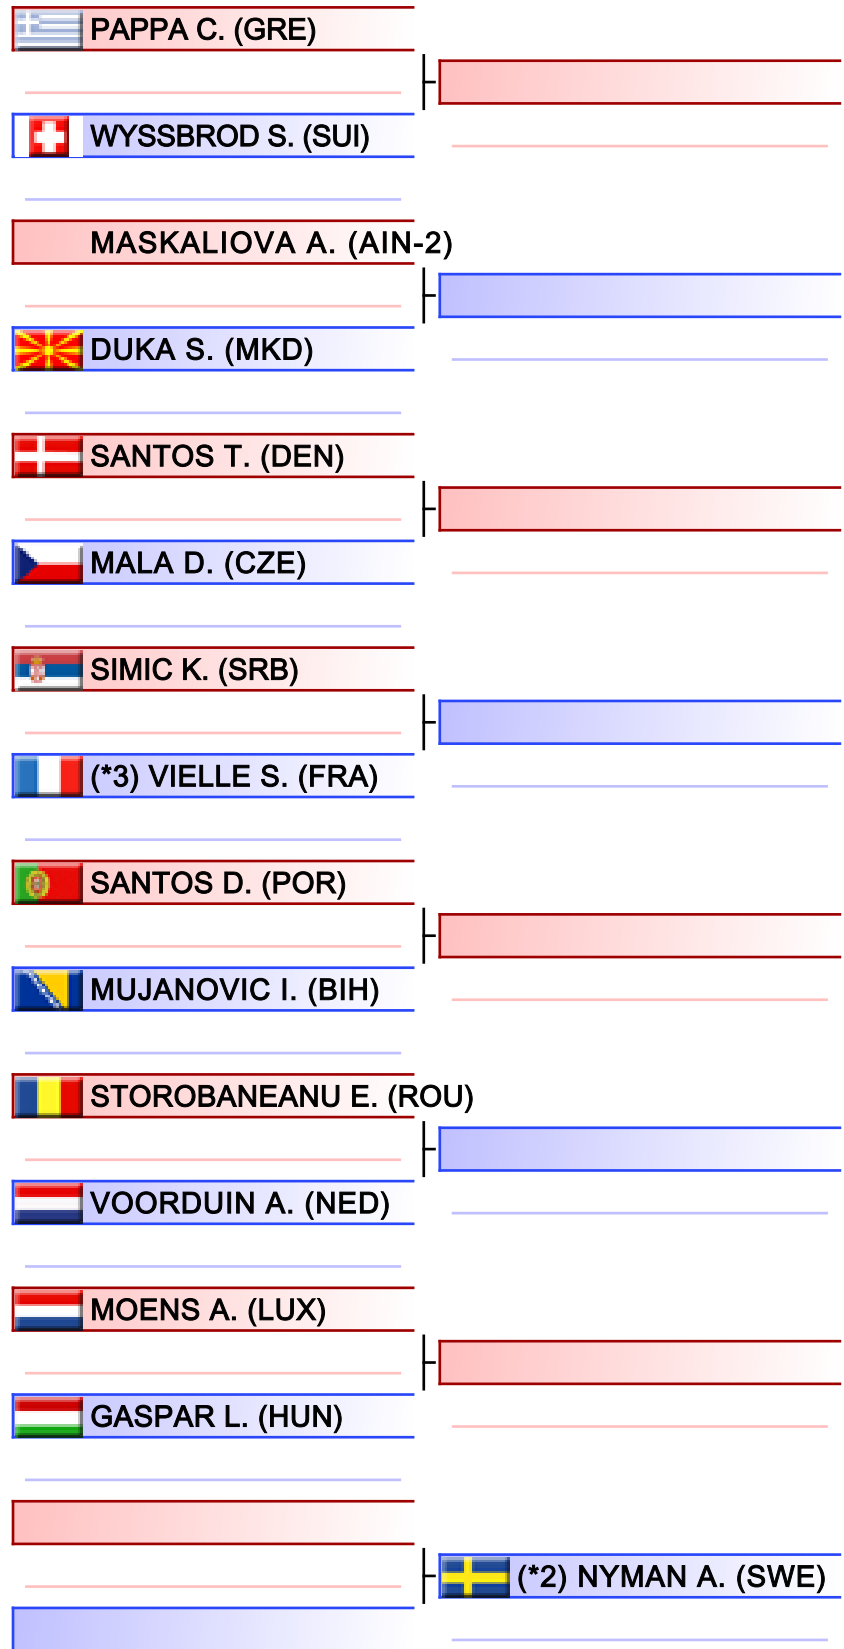 PAPPA C. (GRE)
WYSSBROD S. (SUI)
MASKALIOVA A. (AIN-2)
DUKA S. (MKD)
SANTOS T. (DEN)
MALA D. (CZE)
SIMIC K. (SRB)
(*3) VIELLE S. (FRA)
SANTOS D. (POR)
MUJANOVIC I. (BIH)
STOROBANEANU E. (ROU)
VOORDUIN A. (NED)
MOENS A. (LUX)
GASPAR L. (HUN)
(*2) NYMAN A. (SWE)